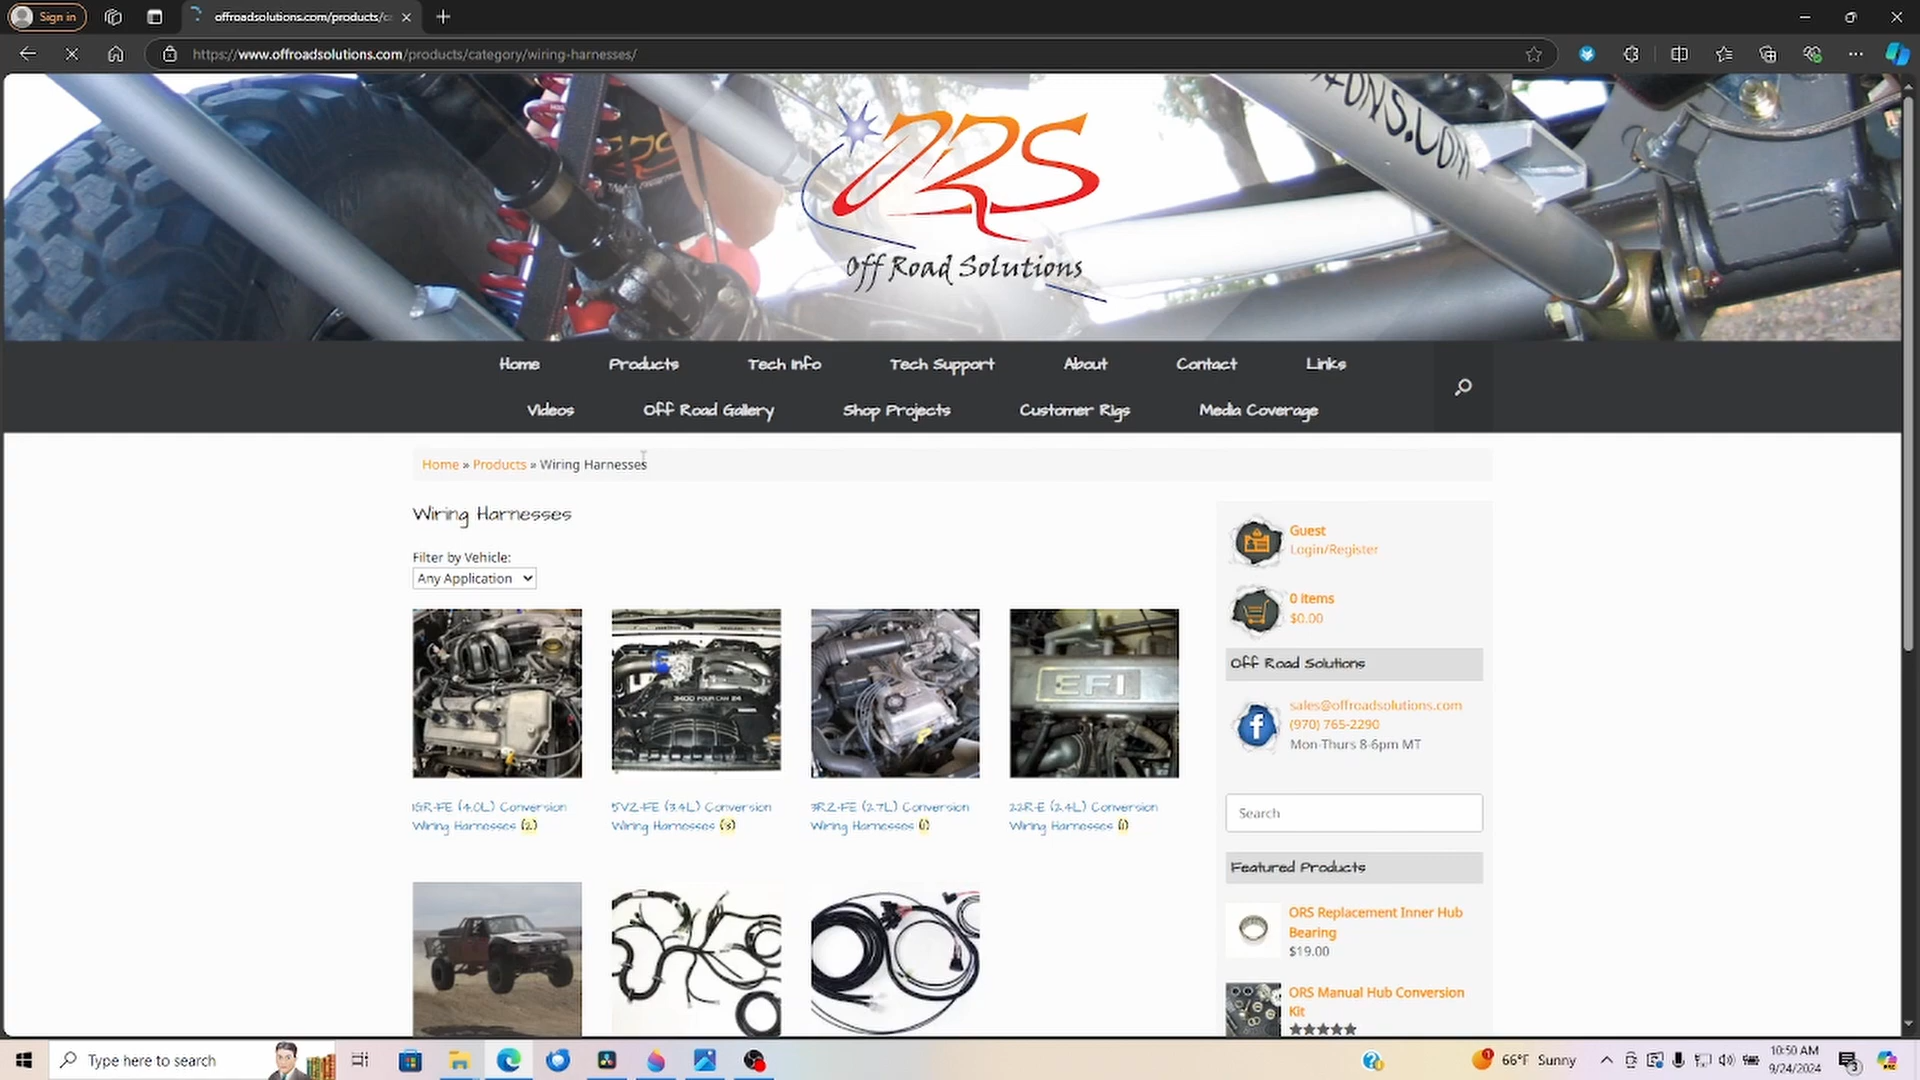 Sign in
offroadsolutions.com/products/c
https://www.offroadsolutions.com/products/category/wiring-harnesses/
ORS
Off Road Solutions
Home Products Tech Info Tech Support About Contact Links
Videos Off Road Gallery Shop Projects Customer Rigs Media Coverage
Home » Products » Wiring Harnesses
Wiring Harnesses
Filter by Vehicle:
Any Application
EFI
1GR-FE (4.0L) Conversion
Wiring Harnesses (2)
5VZ-FE (3.4L) Conversion
Wiring Harnesses (3)
3RZ-FE (2.7L) Conversion
Wiring Harnesses (1)
22R-E (2.4L) Conversion
Wiring Harnesses (1)
Guest
Login/Register
0 items
$0.00
Off Road Solutions
sales@offroadsolutions.com
(970) 765-2290
Mon-Thurs 8-6pm MT
Search
Featured Products
ORS Replacement Inner Hub
Bearing
$19.00
ORS Manual Hub Conversion
Kit
Type here to search
66°F Sunny
10:50 AM
9/24/2024